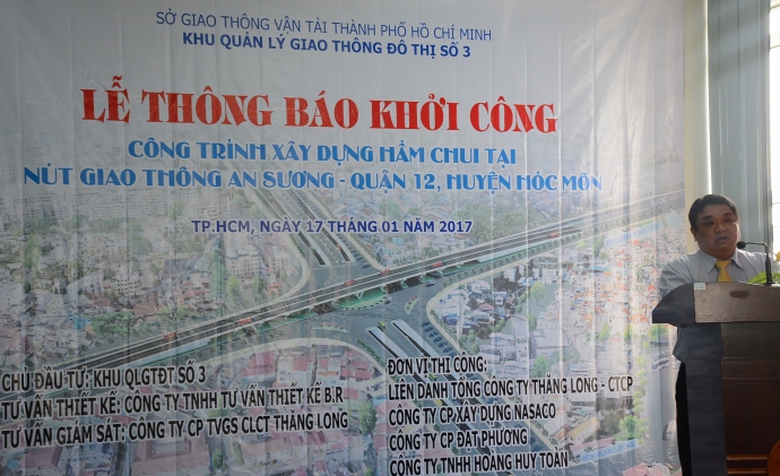 SỞ GIAO THÔNG VẬN TẢI THÀNH PHỐ HỒ CHÍ MINH
KHU QUẢN LÝ GIAO THÔNG ĐÔ THỊ SỐ 3
LỄ THÔNG BÁO KHỞI CÔNG
CÔNG TRÌNH XÂY DỰNG HẦM CHUI TẠI
NÚT GIAO THÔNG AN SƯƠNG - QUẬN 12, HUYỆN HÓC MÔN
TP.HCM, NGÀY 17 THÁNG 01 NĂM 2017
CHỦ ĐẦU TƯ: KHU QLGTĐT SỐ 3
TƯ VẤN THIẾT KẾ: CÔNG TY TNHH TƯ VẤN THIẾT KẾ B.R
TƯ VẤN GIÁM SÁT: CÔNG TY CP TVGS CLCT THĂNG LONG
ĐƠN VỊ THI CÔNG:
LIÊN DANH TỔNG CÔNG TY THĂNG LONG - CTCP
CÔNG TY CP XÂY DỰNG NASACO
CÔNG TY CP ĐẠT PHƯƠNG
CÔNG TY TNHH HOÀNG HUY TOÀN